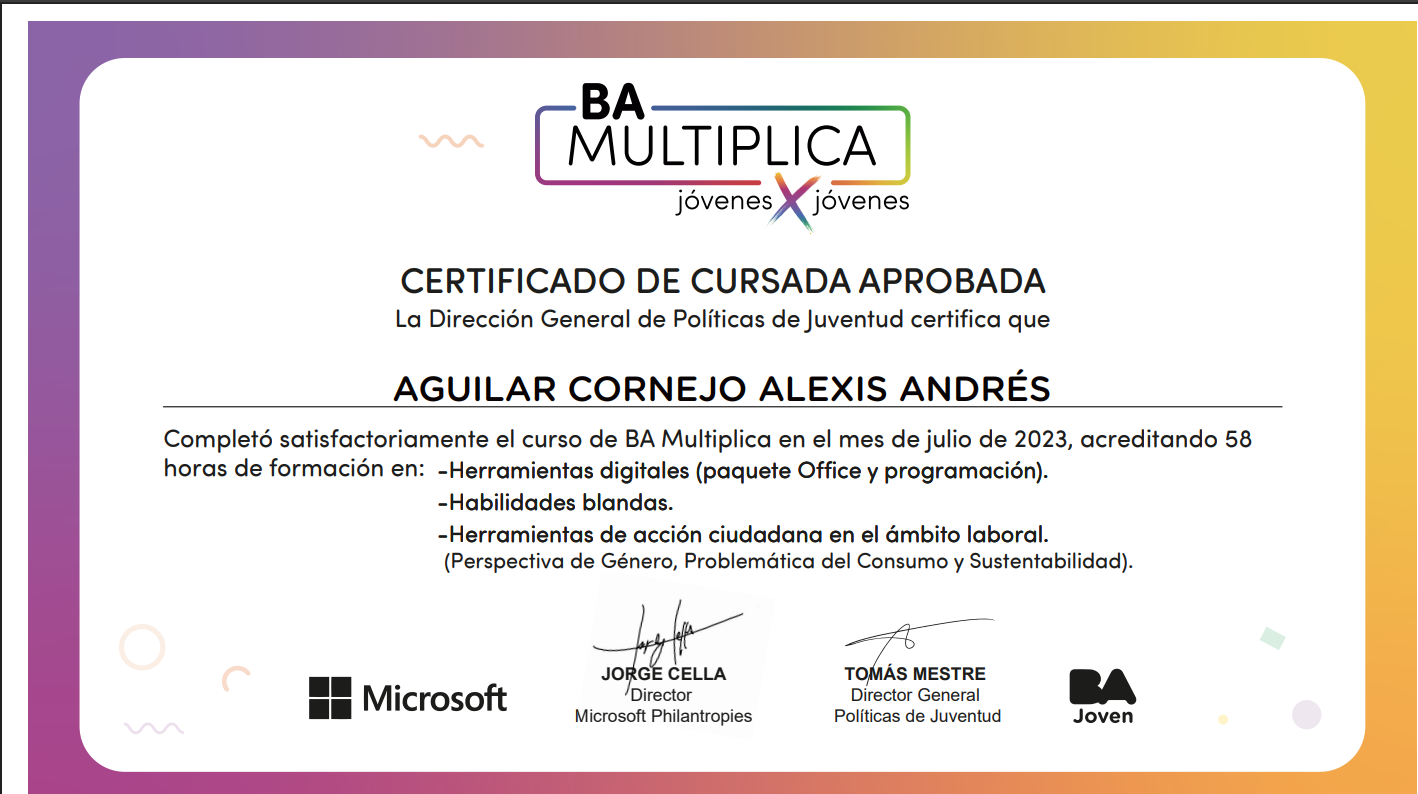 BA
MULTIPLICA
jóvenes X jóvenes
CERTIFICADO DE CURSADA APROBADA
La Dirección General de Políticas de Juventud certifica que
AGUILAR CORNEJO ALEXIS ANDRÉS
Completó satisfactoriamente el curso de BA Multiplica en el mes de julio de 2023, acreditando 58
horas de formación en: -Herramientas digitales (paquete Office y programación).
-Habilidades blandas.
-Herramientas de acción ciudadana en el ámbito laboral.
(Perspectiva de Género, Problemática del Consumo y Sustentabilidad).
Jorge Cella
JORGE CELLA
Director
Microsoft Philantropies
TOMÁS MESTRE
Director General
Políticas de Juventud
Microsoft
BA
Joven